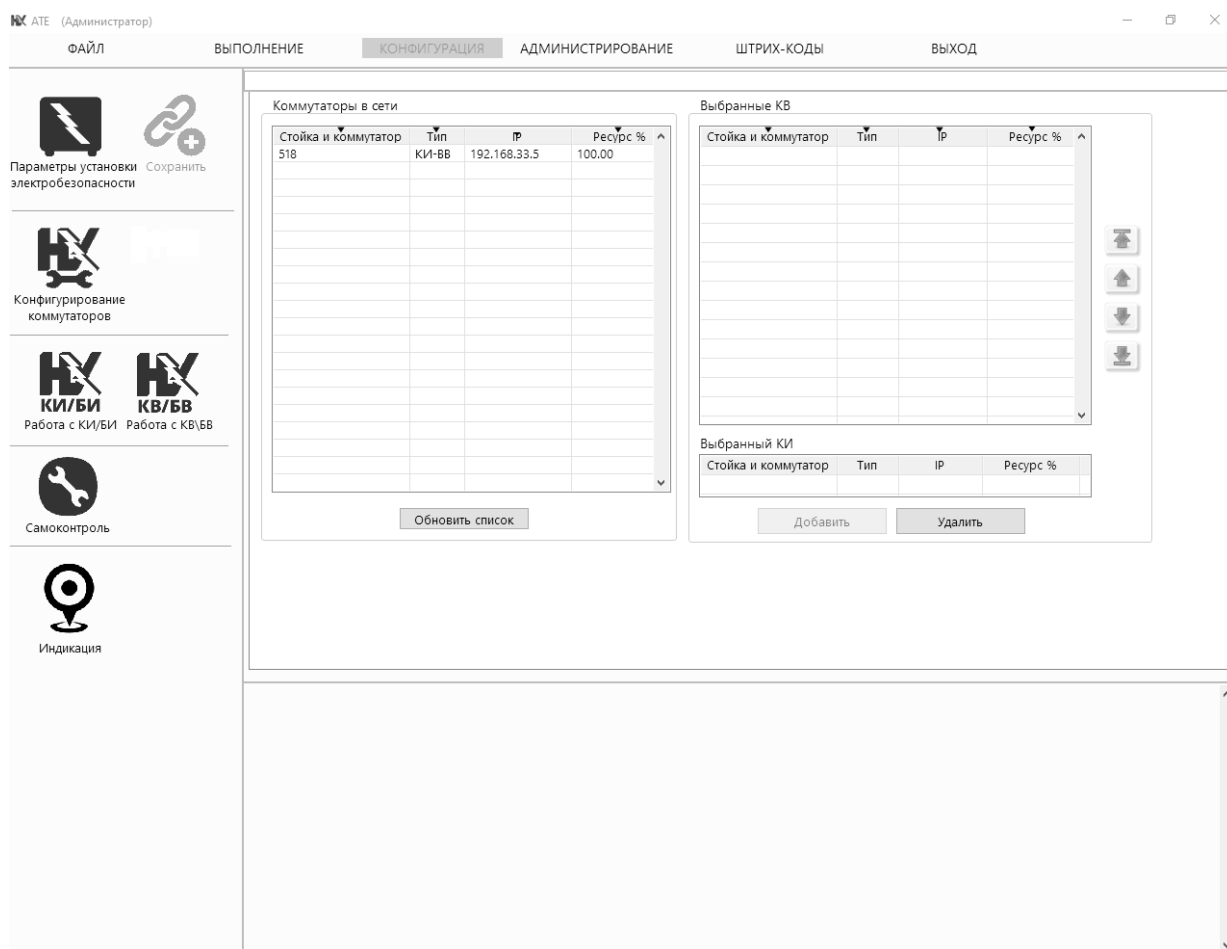 НК ATE (Администратор)
ФАЙЛ ВЫПОЛНЕНИЕ КОНФИГУРАЦИЯ АДМИНИСТРИРОВАНИЕ ШТРИХ-КОДЫ ВЫХОД
Параметры установки электробезопасности
Сохранить
Конфигурирование
коммутаторов
КИ/БИ
Работа с КИ/БИ
КВ/БВ
Работа с КВ\БВ
Самоконтроль
Индикация
Коммутаторы в сети
Стойка и коммутатор Тип IP Ресурс %
518 КИ-ВВ 192.168.33.5 100.00
Обновить список
Выбранные КВ
Стойка и коммутатор Тип IP Ресурс %
Выбранный КИ
Стойка и коммутатор Тип IP Ресурс %
Добавить Удалить